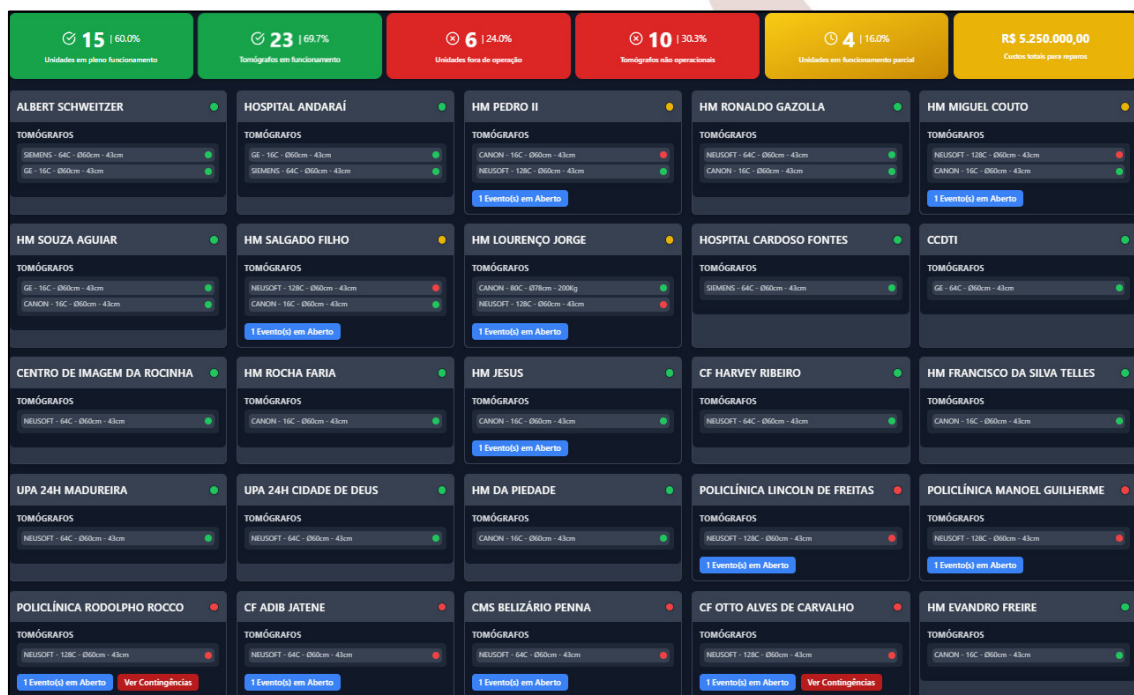 15 | 60.0%
Unidades em pleno funcionamento
23 | 69.7%
Tomógrafos em funcionamento
6 | 24.0%
Unidades fora de operação
10 | 30.3%
Tomógrafos não operacionais
4 | 16.0%
Unidades em funcionamento parcial
R$ 5.250.000,00
Custos totais para reparos
ALBERT SCHWEITZER
TOMÓGRAFOS
SIEMENS - 64C - Ø60cm - 43cm
GE - 16C - Ø60cm - 43cm
HOSPITAL ANDARAÍ
TOMÓGRAFOS
GE - 16C - Ø60cm - 43cm
SIEMENS - 64C - Ø60cm - 43cm
HM PEDRO II
TOMÓGRAFOS
CANON - 16C - Ø60cm - 43cm
NEUSOFT - 128C - Ø60cm - 43cm
1 Evento(s) em Aberto
HM RONALDO GAZOLLA
TOMÓGRAFOS
NEUSOFT - 64C - Ø60cm - 43cm
CANON - 16C - Ø60cm - 43cm
HM MIGUEL COUTO
TOMÓGRAFOS
NEUSOFT - 128C - Ø60cm - 43cm
CANON - 16C - Ø60cm - 43cm
1 Evento(s) em Aberto
HM SOUZA AGUIAR
TOMÓGRAFOS
GE - 16C - Ø60cm - 43cm
CANON - 16C - Ø60cm - 43cm
HM SALGADO FILHO
TOMÓGRAFOS
NEUSOFT - 128C - Ø60cm - 43cm
CANON - 16C - Ø60cm - 43cm
1 Evento(s) em Aberto
HM LOURENÇO JORGE
TOMÓGRAFOS
CANON - 80C - Ø78cm - 200Kg
NEUSOFT - 128C - Ø60cm - 43cm
1 Evento(s) em Aberto
HOSPITAL CARDOSO FONTES
TOMÓGRAFOS
SIEMENS - 64C - Ø60cm - 43cm
CCDTI
TOMÓGRAFOS
GE - 64C - Ø60cm - 43cm
CENTRO DE IMAGEM DA ROCINHA
TOMÓGRAFOS
NEUSOFT - 64C - Ø60cm - 43cm
HM ROCHA FARIA
TOMÓGRAFOS
CANON - 16C - Ø60cm - 43cm
HM JESUS
TOMÓGRAFOS
CANON - 16C - Ø60cm - 43cm
1 Evento(s) em Aberto
CF HARVEY RIBEIRO
TOMÓGRAFOS
NEUSOFT - 64C - Ø60cm - 43cm
HM FRANCISCO DA SILVA TELLES
TOMÓGRAFOS
CANON - 16C - Ø60cm - 43cm
UPA 24H MADUREIRA
TOMÓGRAFOS
NEUSOFT - 64C - Ø60cm - 43cm
UPA 24H CIDADE DE DEUS
TOMÓGRAFOS
NEUSOFT - 64C - Ø60cm - 43cm
HM DA PIEDADE
TOMÓGRAFOS
CANON - 16C - Ø60cm - 43cm
POLICLÍNICA LINCOLN DE FREITAS
TOMÓGRAFOS
NEUSOFT - 128C - Ø60cm - 43cm
1 Evento(s) em Aberto
POLICLÍNICA MANOEL GUILHERME
TOMÓGRAFOS
NEUSOFT - 128C - Ø60cm - 43cm
1 Evento(s) em Aberto
POLICLÍNICA RODOLPHO ROCCO
TOMÓGRAFOS
NEUSOFT - 128C - Ø60cm - 43cm
1 Evento(s) em Aberto Ver Contingências
CF ADIB JATENE
TOMÓGRAFOS
NEUSOFT - 64C - Ø60cm - 43cm
1 Evento(s) em Aberto
CMS BELIZÁRIO PENNA
TOMÓGRAFOS
NEUSOFT - 64C - Ø60cm - 43cm
1 Evento(s) em Aberto
CF OTTO ALVES DE CARVALHO
TOMÓGRAFOS
NEUSOFT - 128C - Ø60cm - 43cm
1 Evento(s) em Aberto Ver Contingências
HM EVANDRO FREIRE
TOMÓGRAFOS
CANON - 16C - Ø60cm - 43cm